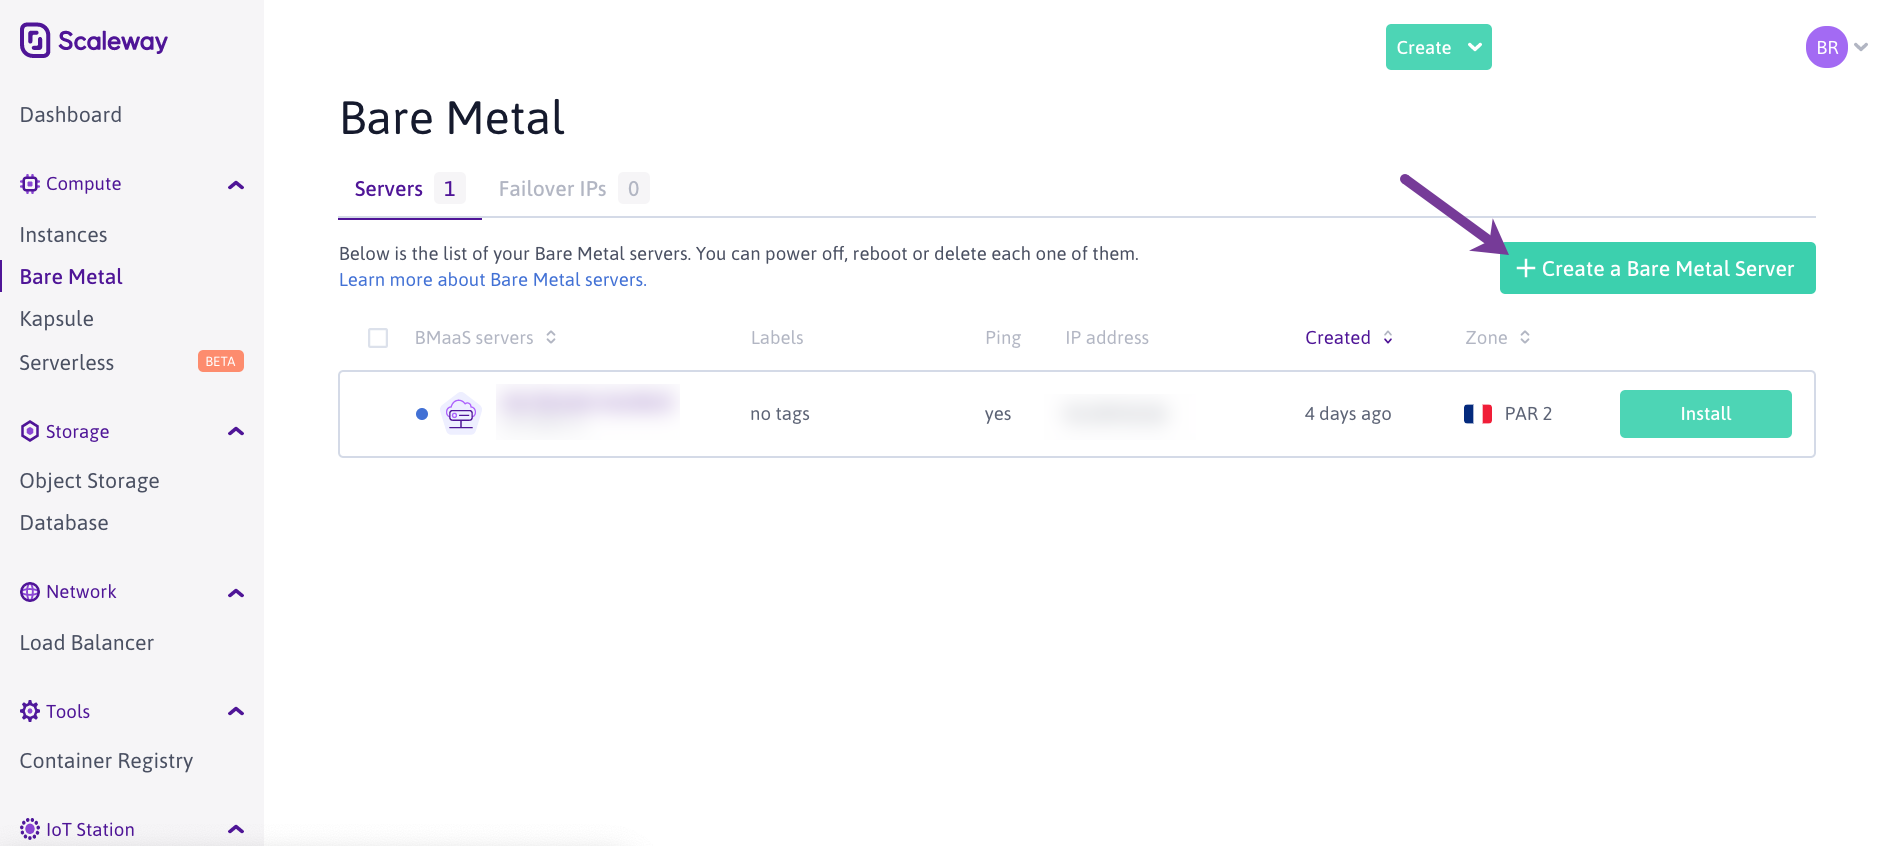 Scaleway
Create
BR
Dashboard
Compute
Instances
Bare Metal
Kapsule
Serverless BETA
Storage
Object Storage
Database
Network
Load Balancer
Tools
Container Registry
IoT Station
Bare Metal
Servers 1 Failover IPs 0
Below is the list of your Bare Metal servers. You can power off, reboot or delete each one of them.
Learn more about Bare Metal servers.
+ Create a Bare Metal Server
BMaaS servers Labels Ping IP address Created Zone
no tags yes 4 days ago PAR 2 Install